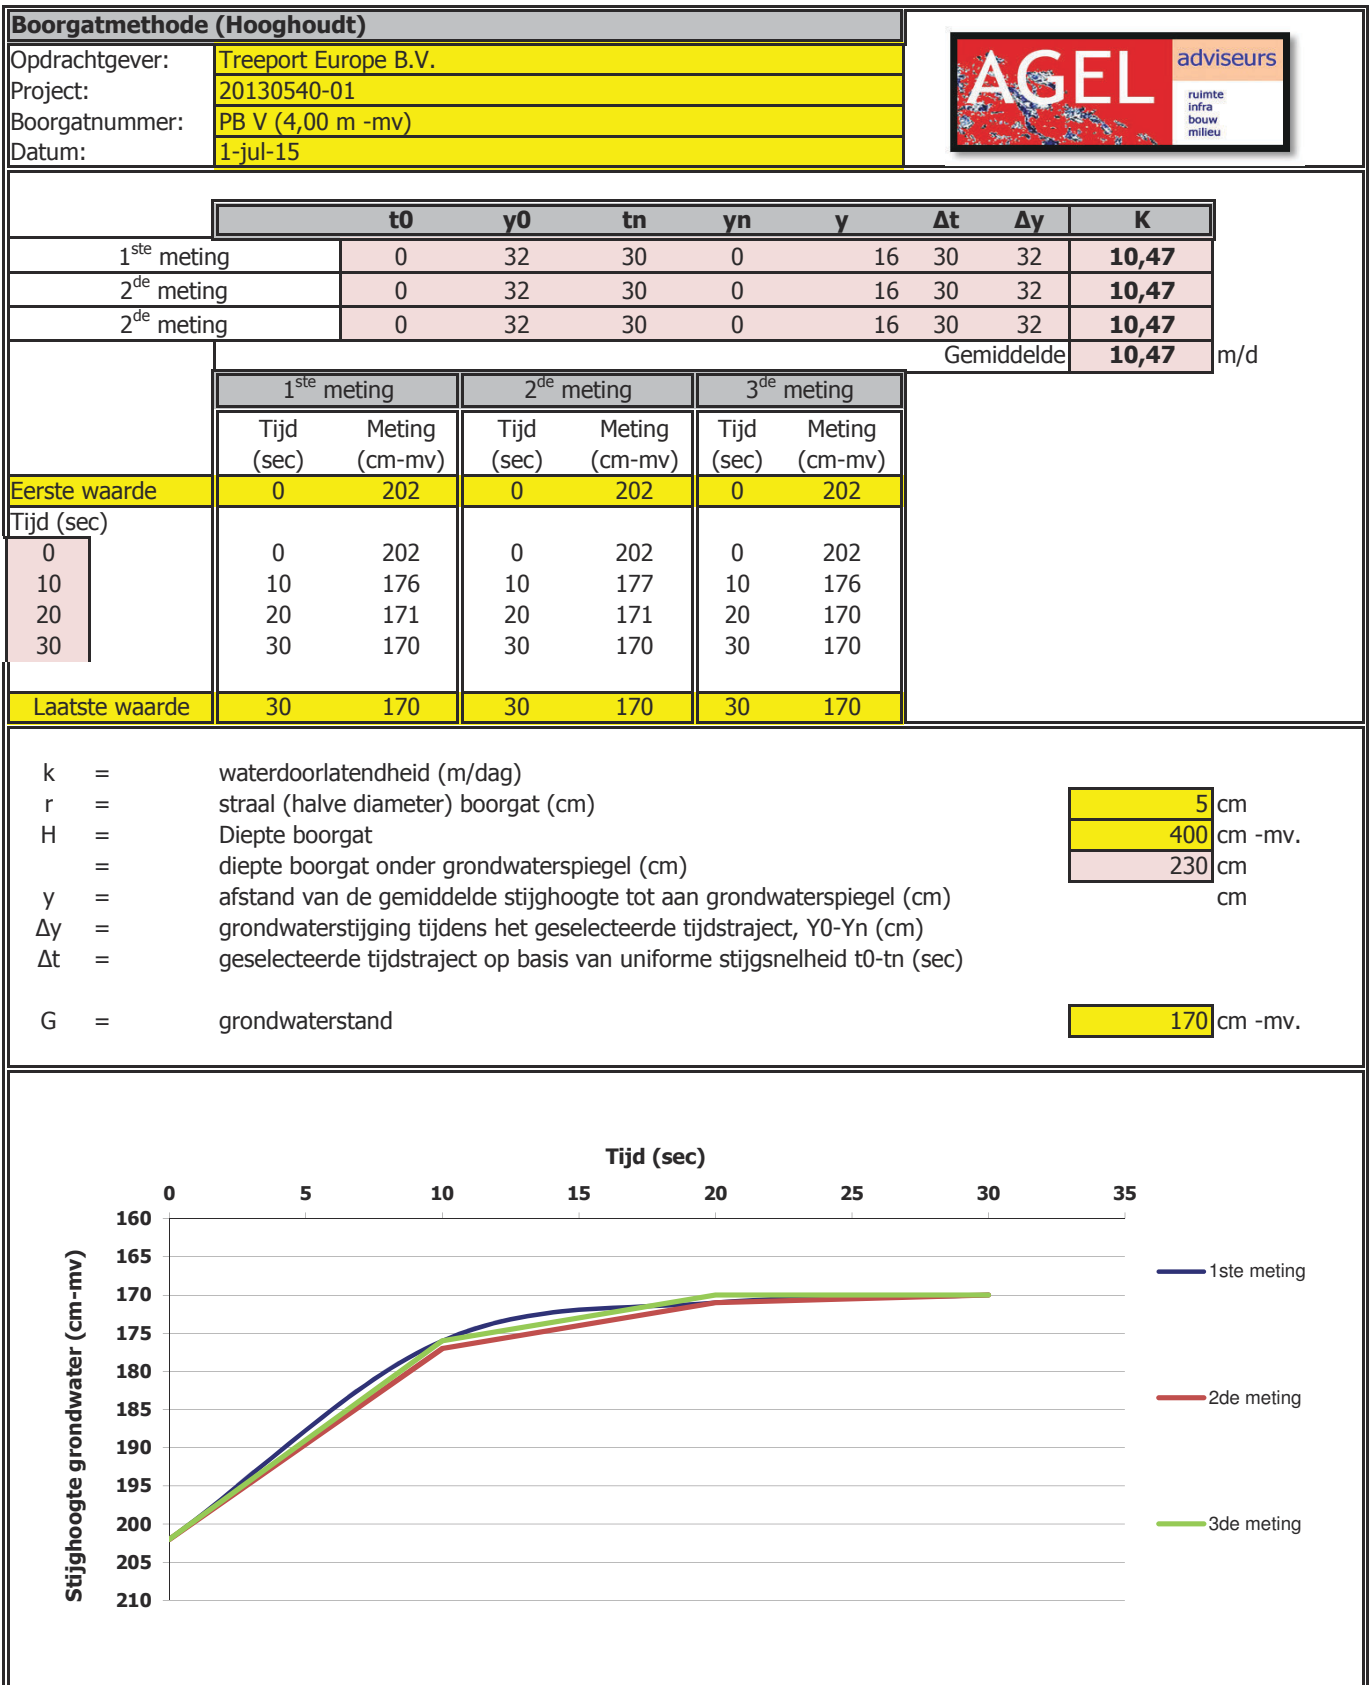 Boorgatmethode (Hooghoudt)
Opdrachtgever: Treeport Europe B.V.
Project: 20130540-01
Boorgatnummer: PB V (4,00 m -mv)
Datum: 1-jul-15
AGEL adviseurs
ruimte
infra
bouw
milieu
t0 y0 tn yn y Δt Δy K
1ste meting 0 32 30 0 16 30 32 10,47
2de meting 0 32 30 0 16 30 32 10,47
2de meting 0 32 30 0 16 30 32 10,47
Gemiddelde 10,47 m/d
1ste meting 2de meting 3de meting
Tijd Meting Tijd Meting Tijd Meting
(sec) (cm-mv) (sec) (cm-mv) (sec) (cm-mv)
Eerste waarde 0 202 0 202 0 202
Tijd (sec)
0 0 202 0 202 0 202
10 10 176 10 177 10 176
20 20 171 20 171 20 170
30 30 170 30 170 30 170
Laatste waarde 30 170 30 170 30 170
k = waterdoorlatendheid (m/dag)
r = straal (halve diameter) boorgat (cm) 5 cm
H = Diepte boorgat 400 cm -mv.
= diepte boorgat onder grondwaterspiegel (cm) 230 cm
y = afstand van de gemiddelde stijghoogte tot aan grondwaterspiegel (cm) cm
Δy = grondwaterstijging tijdens het geselecteerde tijdstraject, Y0-Yn (cm)
Δt = geselecteerde tijdstraject op basis van uniforme stijgsnelheid t0-tn (sec)
G = grondwaterstand 170 cm -mv.
Tijd (sec)
0 5 10 15 20 25 30 35
Stijghoogte grondwater (cm-mv)
160
165
170
175
180
185
190
195
200
205
210
1ste meting
2de meting
3de meting